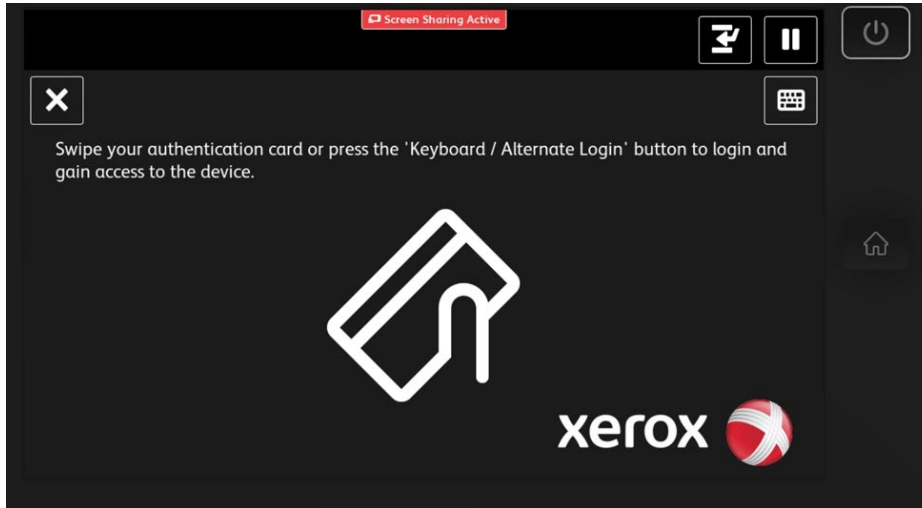 Screen Sharing Active
Swipe your authentication card or press the 'Keyboard / Alternate Login' button to login and
gain access to the device.
xerox